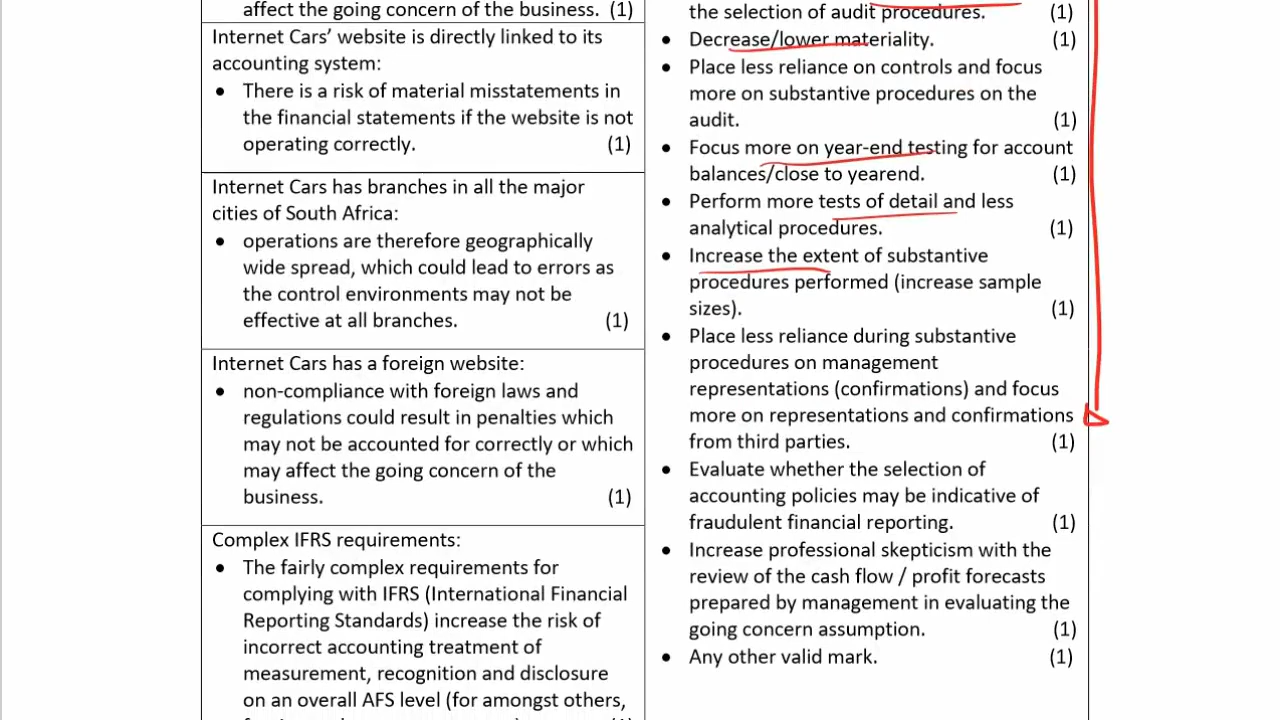 affect the going concern of the business. (1)
Internet Cars’ website is directly linked to its
accounting system:
• There is a risk of material misstatements in
the financial statements if the website is not
operating correctly. (1)
Internet Cars has branches in all the major
cities of South Africa:
• operations are therefore geographically
wide spread, which could lead to errors as
the control environments may not be
effective at all branches. (1)
Internet Cars has a foreign website:
• non-compliance with foreign laws and
regulations could result in penalties which
may not be accounted for correctly or which
may affect the going concern of the
business. (1)
Complex IFRS requirements:
• The fairly complex requirements for
complying with IFRS (International Financial
Reporting Standards) increase the risk of
incorrect accounting treatment of
measurement, recognition and disclosure
on an overall AFS level (for amongst others,
the selection of audit procedures. (1)
• Decrease/lower materiality. (1)
• Place less reliance on controls and focus
more on substantive procedures on the
audit. (1)
• Focus more on year-end testing for account
balances/close to yearend. (1)
• Perform more tests of detail and less
analytical procedures. (1)
• Increase the extent of substantive
procedures performed (increase sample
sizes). (1)
• Place less reliance during substantive
procedures on management
representations (confirmations) and focus
more on representations and confirmations
from third parties. (1)
• Evaluate whether the selection of
accounting policies may be indicative of
fraudulent financial reporting. (1)
• Increase professional skepticism with the
review of the cash flow / profit forecasts
prepared by management in evaluating the
going concern assumption. (1)
• Any other valid mark. (1)